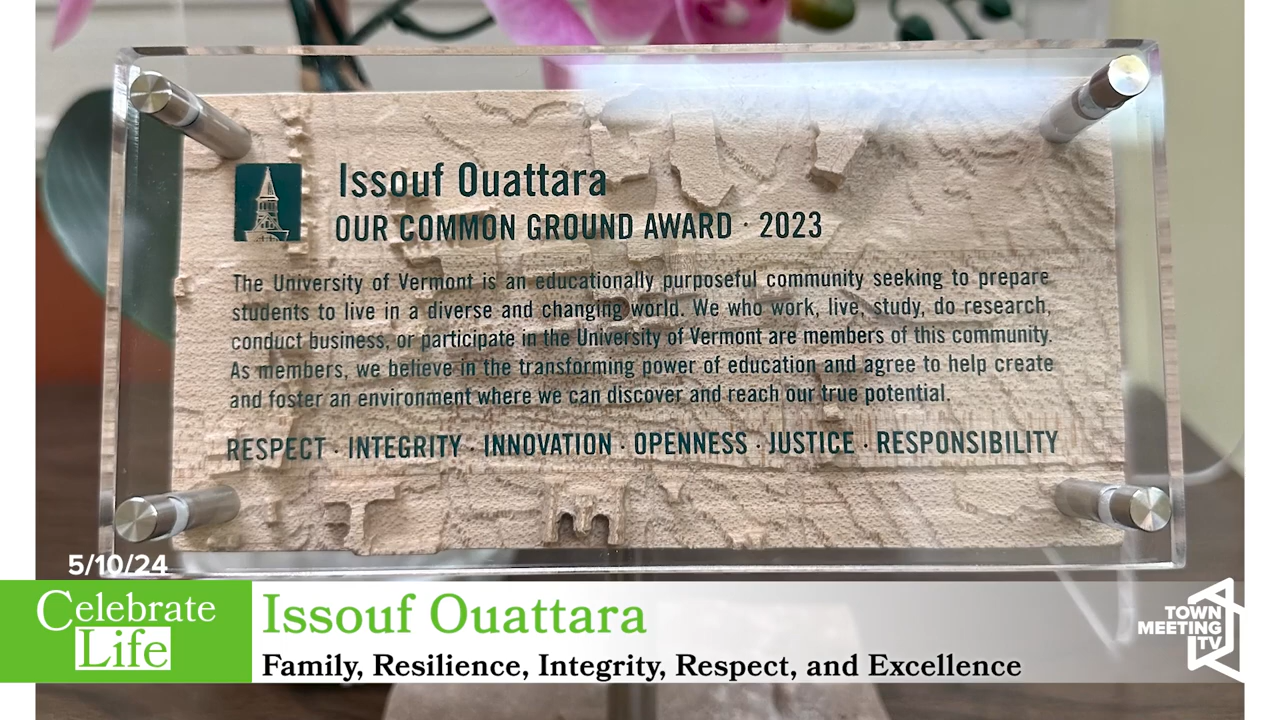 Issouf Ouattara
OUR COMMON GROUND AWARD · 2023
The University of Vermont is an educationally purposeful community seeking to prepare
students to live in a diverse and changing world. We who work, live, study, do research,
conduct business, or participate in the University of Vermont are members of this community.
As members, we believe in the transforming power of education and agree to help create
and foster an environment where we can discover and reach our true potential.
RESPECT · INTEGRITY · INNOVATION · OPENNESS · JUSTICE · RESPONSIBILITY
5/10/24
Celebrate
Life
Issouf Ouattara
Family, Resilience, Integrity, Respect, and Excellence
TOWN
MEETING
TV